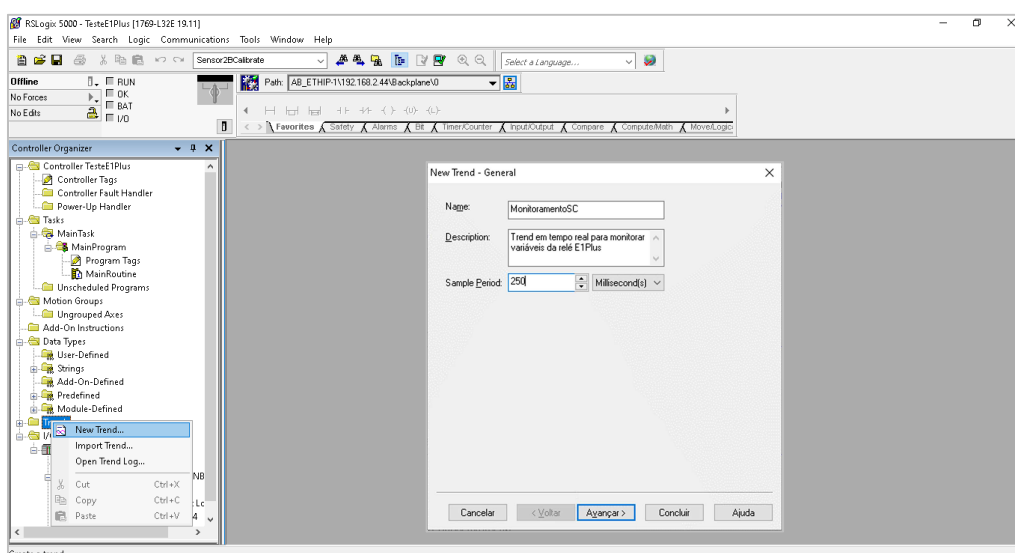 RSLogix 5000 - TesteE1Plus [1769-L32E 19.11]
File Edit View Search Logic Communications Tools Window Help
Sensor2BCalibrate
Select a Language...
Offline
RUN
Path: AB_ETHIP-1\192.168.2.44\Backplane\0
No Forces
OK
BAT
No Edits
I/O
Favorites Safety Alarms Bit Timer/Counter Input/Output Compare Compute/Math Move/Logic
Controller Organizer
Controller TesteE1Plus
Controller Tags
Controller Fault Handler
Power-Up Handler
Tasks
MainTask
MainProgram
Program Tags
MainRoutine
Unscheduled Programs
Motion Groups
Ungrouped Axes
Add-On Instructions
Data Types
User-Defined
Strings
Add-On-Defined
Predefined
Module-Defined
New Trend...
Import Trend...
Open Trend Log...
Cut Ctrl+X
Copy Ctrl+C
Paste Ctrl+V
NB
Lc
4
New Trend - General
Name: MonitoramentoSC
Description: Trend em tempo real para monitorar
variáveis da relé E1Plus
Sample Period: 250 Millisecond(s)
Cancelar < Voltar Avançar > Concluir Ajuda